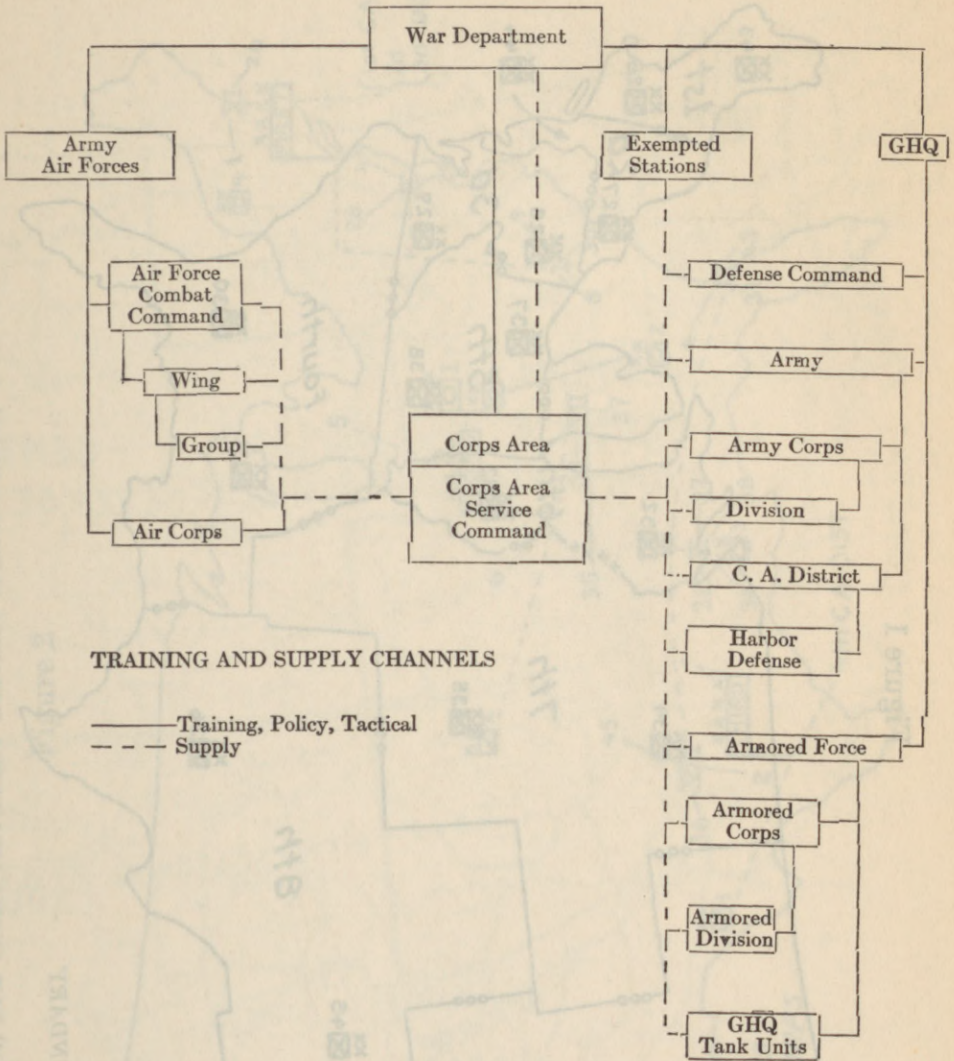 War Department
Army
Air Forces
Exempted
Stations
GHQ
Air Force
Combat
Command
Defense Command
Wing
Army
Group
Corps Area
Army Corps
Corps Area
Service
Command
Division
Air Corps
C. A. District
Harbor
Defense
TRAINING AND SUPPLY CHANNELS
Training, Policy, Tactical
Supply
Armored Force
Armored
Corps
Armored
Division
GHQ
Tank Units